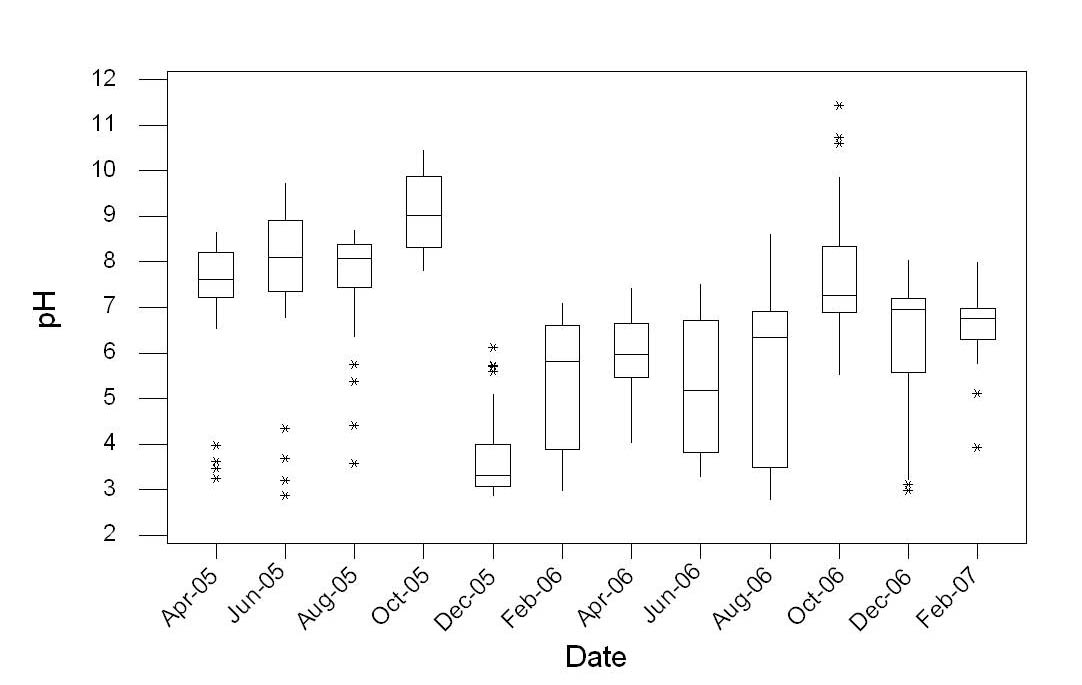 12
11
10
9
8
7
6
5
4
3
2
pH
Apr-05
Jun-05
Aug-05
Oct-05
Dec-05
Feb-06
Apr-06
Jun-06
Aug-06
Oct-06
Dec-06
Feb-07
Date